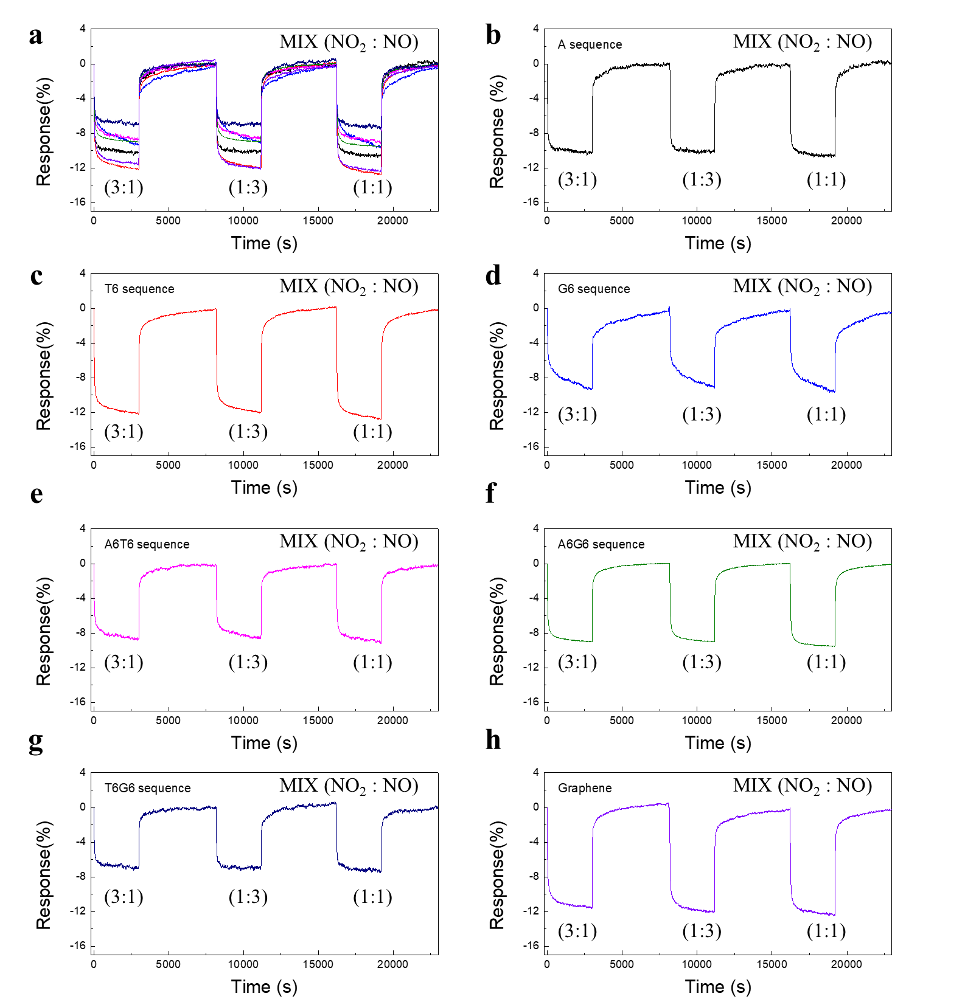 a
MIX (NO₂ : NO)
4
0
-4
-8
-12
-16
Response(%)
(3:1)
(1:3)
(1:1)
0
5000
10000
15000
20000
Time (s)
b
A sequence
MIX (NO₂ : NO)
4
0
-4
-8
-12
-16
Response (%)
(3:1)
(1:3)
(1:1)
0
5000
10000
15000
20000
Time (s)
c
T6 sequence
MIX (NO₂ : NO)
4
0
-4
-8
-12
-16
Response(%)
(3:1)
(1:3)
(1:1)
0
5000
10000
15000
20000
Time (s)
d
G6 sequence
MIX (NO₂ : NO)
4
0
-4
-8
-12
-16
Response(%)
(3:1)
(1:3)
(1:1)
0
5000
10000
15000
20000
Time (s)
e
A6T6 sequence
MIX (NO₂ : NO)
4
0
-4
-8
-12
-16
Response(%)
(3:1)
(1:3)
(1:1)
0
5000
10000
15000
20000
Time (s)
f
A6G6 sequence
MIX (NO₂ : NO)
4
0
-4
-8
-12
-16
Response(%)
(3:1)
(1:3)
(1:1)
0
5000
10000
15000
20000
Time (s)
g
T6G6 sequence
MIX (NO₂ : NO)
4
0
-4
-8
-12
-16
Response(%)
(3:1)
(1:3)
(1:1)
0
5000
10000
15000
20000
Time (s)
h
Graphene
MIX (NO₂ : NO)
4
0
-4
-8
-12
-16
Response(%)
(3:1)
(1:3)
(1:1)
0
5000
10000
15000
20000
Time (s)